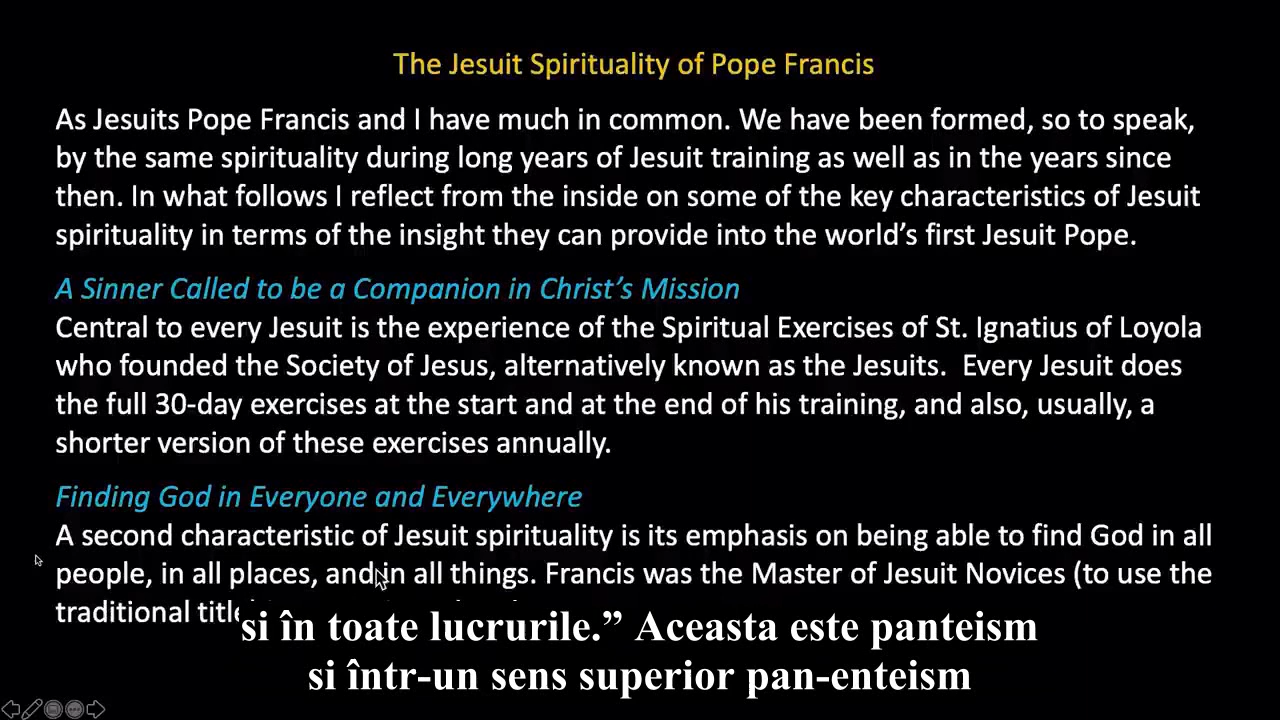 The Jesuit Spirituality of Pope Francis
As Jesuits Pope Francis and I have much in common. We have been formed, so to speak,
by the same spirituality during long years of Jesuit training as well as in the years since
then. In what follows I reflect from the inside on some of the key characteristics of Jesuit
spirituality in terms of the insight they can provide into the world’s first Jesuit Pope.
A Sinner Called to be a Companion in Christ’s Mission
Central to every Jesuit is the experience of the Spiritual Exercises of St. Ignatius of Loyola
who founded the Society of Jesus, alternatively known as the Jesuits.  Every Jesuit does
the full 30-day exercises at the start and at the end of his training, and also, usually, a
shorter version of these exercises annually.
Finding God in Everyone and Everywhere
A second characteristic of Jesuit spirituality is its emphasis on being able to find God in all
people, in all places, and in all things. Francis was the Master of Jesuit Novices (to use the
traditional
si în toate lucrurile.” Aceasta este panteism
si într-un sens superior pan-enteism